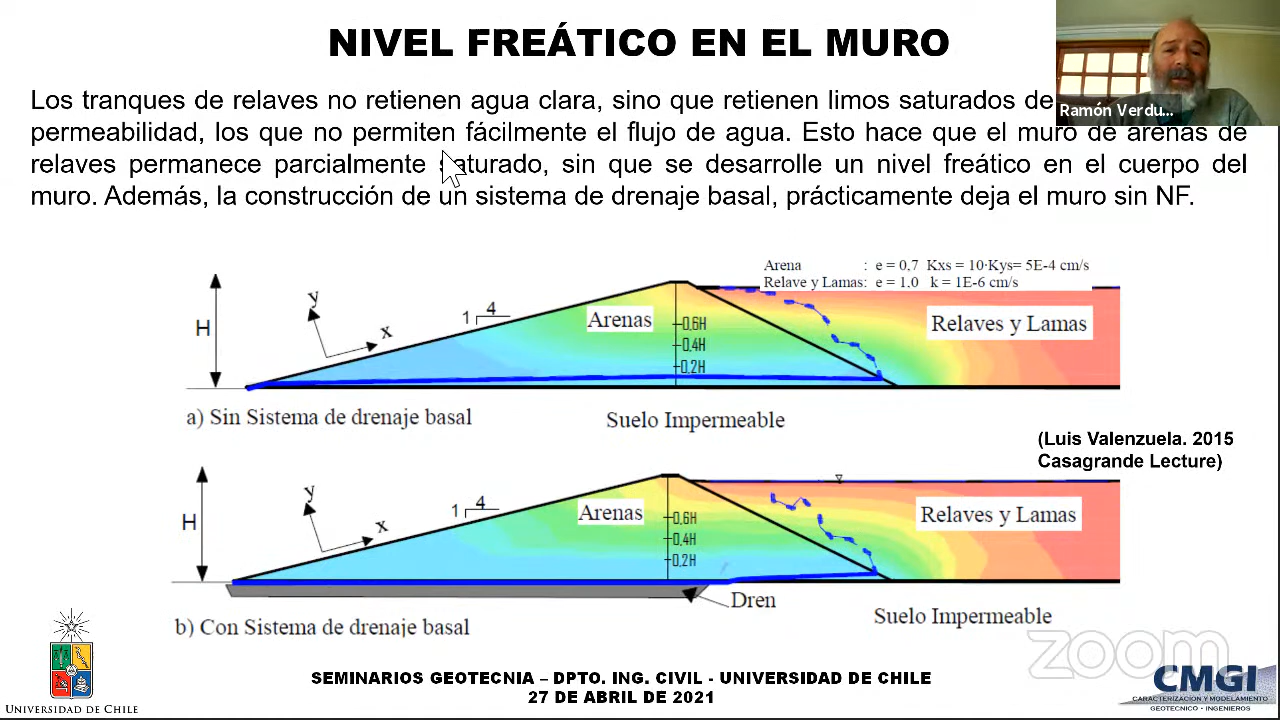 NIVEL FREÁTICO EN EL MURO
Ramón Verdu...
Los tranques de relaves no retienen agua clara, sino que retienen limos saturados de
permeabilidad, los que no permiten fácilmente el flujo de agua. Esto hace que el muro de arenas de
relaves permanece parcialmente saturado, sin que se desarrolle un nivel freático en el cuerpo del
muro. Además, la construcción de un sistema de drenaje basal, prácticamente deja el muro sin NF.
Arena : e = 0,7 Kxs = 10·Kys= 5E-4 cm/s
Relave y Lamas: e = 1,0 k = 1E-6 cm/s
H
y
x
1 4
Arenas
0,6H
0,4H
0,2H
Relaves y Lamas
a) Sin Sistema de drenaje basal
Suelo Impermeable
(Luis Valenzuela. 2015
Casagrande Lecture)
H
y
x
1 4
Arenas
0,6H
0,4H
0,2H
Relaves y Lamas
Dren
Suelo Impermeable
b) Con Sistema de drenaje basal
zoom
SEMINARIOS GEOTECNIA – DPTO. ING. CIVIL - UNIVERSIDAD DE CHILE
27 DE ABRIL DE 2021
UNIVERSIDAD DE CHILE
CMGI
CARACTERIZACIÓN Y MODELAMIENTO
GEOTECNICO - INGENIEROS